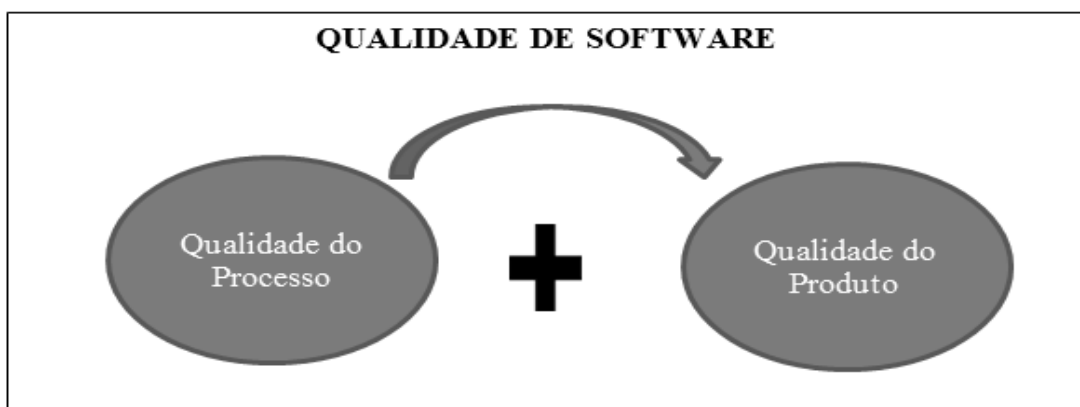 QUALIDADE DE SOFTWARE
Qualidade do
Processo
Qualidade do
Produto